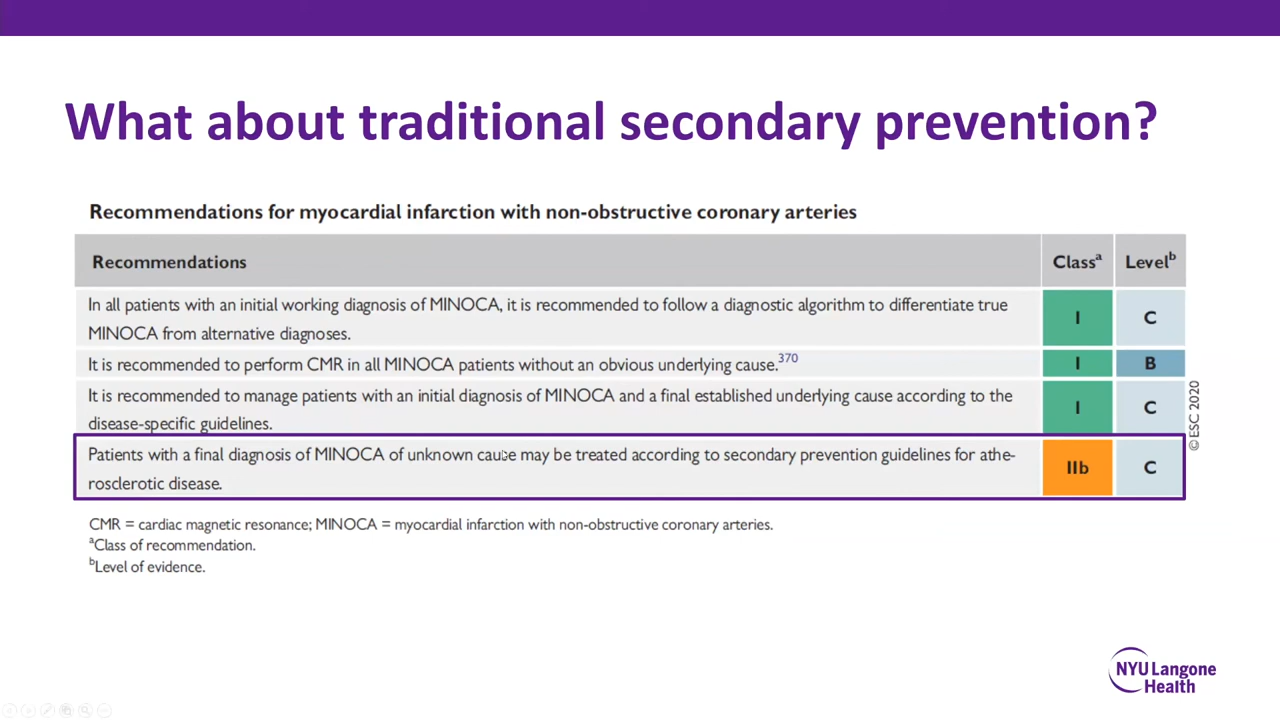 What about traditional secondary prevention?
Recommendations for myocardial infarction with non-obstructive coronary arteries
Recommendations Classᵃ Levelᵇ
In all patients with an initial working diagnosis of MINOCA, it is recommended to follow a diagnostic algorithm to differentiate true
MINOCA from alternative diagnoses.
I C
It is recommended to perform CMR in all MINOCA patients without an obvious underlying cause.³⁷⁰ I B
It is recommended to manage patients with an initial diagnosis of MINOCA and a final established underlying cause according to the
disease-specific guidelines.
I C
Patients with a final diagnosis of MINOCA of unknown cause may be treated according to secondary prevention guidelines for athe-
rosclerotic disease.
IIb C
© ESC 2020
CMR = cardiac magnetic resonance; MINOCA = myocardial infarction with non-obstructive coronary arteries.
ᵃClass of recommendation.
ᵇLevel of evidence.
NYU Langone
Health